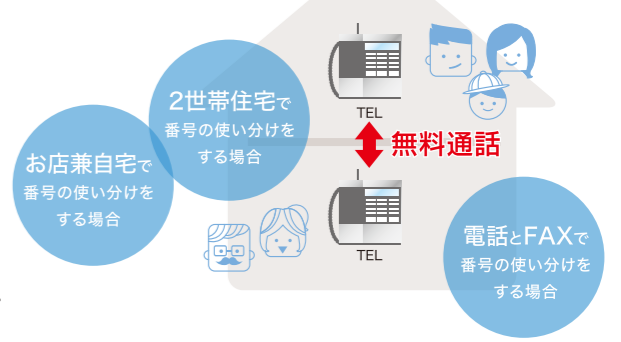 2世帯住宅で
番号の使い分けを
する場合
お店兼自宅で
番号の使い分けを
する場合
TEL
無料通話
TEL
電話とFAXで
番号の使い分けを
する場合